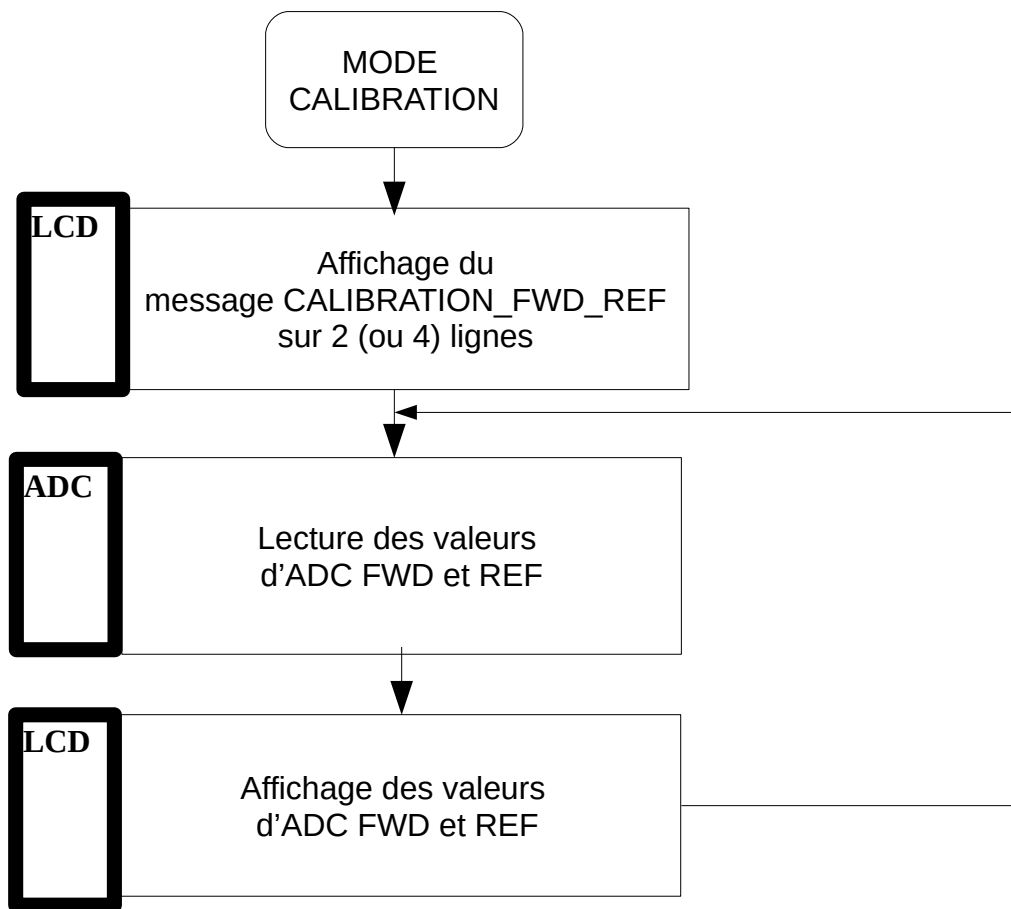 MODE
CALIBRATION
LCD
Affichage du
message CALIBRATION_FWD_REF
sur 2 (ou 4) lignes
ADC
Lecture des valeurs
d’ADC FWD et REF
LCD
Affichage des valeurs
d’ADC FWD et REF